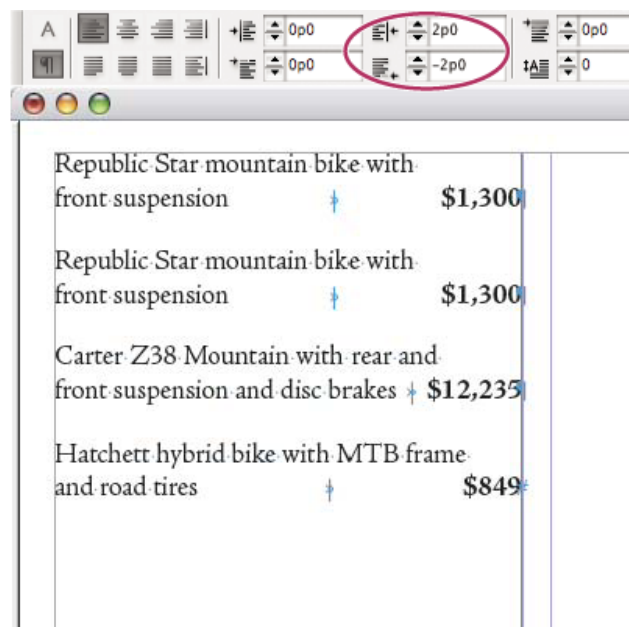 A 0p0 2p0 0p0
¶ 0p0 -2p0 A 0
Republic Star mountain bike with
front suspension $1,300
Republic Star mountain bike with
front suspension $1,300
Carter Z38 Mountain with rear and
front suspension and disc brakes $12,235
Hatchett hybrid bike with MTB frame
and road tires $849